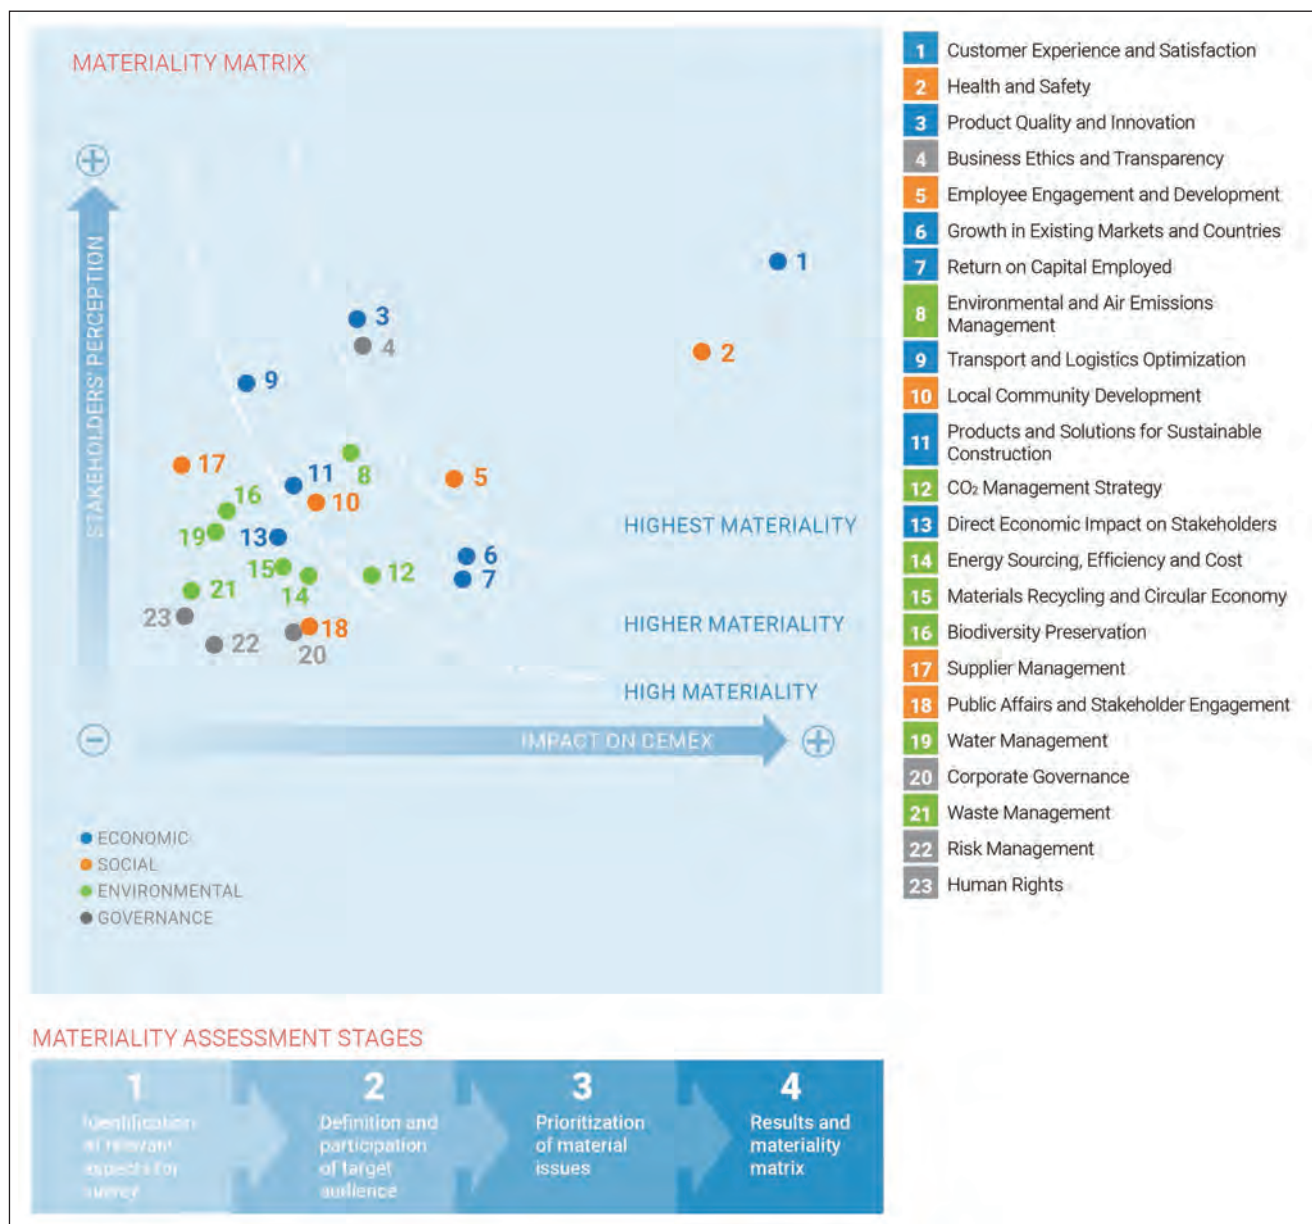 MATERIALITY MATRIX
STAKEHOLDERS' PERCEPTION
1
3
4
2
9
17
11
8
5
16
10
19
13
6
15
12
7
21
14
23
18
22
20
HIGHEST MATERIALITY
HIGHER MATERIALITY
HIGH MATERIALITY
IMPACT ON CEMEX
ECONOMIC
SOCIAL
ENVIRONMENTAL
GOVERNANCE
1 Customer Experience and Satisfaction
2 Health and Safety
3 Product Quality and Innovation
4 Business Ethics and Transparency
5 Employee Engagement and Development
6 Growth in Existing Markets and Countries
7 Return on Capital Employed
8 Environmental and Air Emissions
Management
9 Transport and Logistics Optimization
10 Local Community Development
11 Products and Solutions for Sustainable
Construction
12 CO₂ Management Strategy
13 Direct Economic Impact on Stakeholders
14 Energy Sourcing, Efficiency and Cost
15 Materials Recycling and Circular Economy
16 Biodiversity Preservation
17 Supplier Management
18 Public Affairs and Stakeholder Engagement
19 Water Management
20 Corporate Governance
21 Waste Management
22 Risk Management
23 Human Rights
MATERIALITY ASSESSMENT STAGES
1
Identification
of relevant
aspects for
survey
2
Definition and
participation
of target
audience
3
Prioritization
of material
issues
4
Results and
materiality
matrix